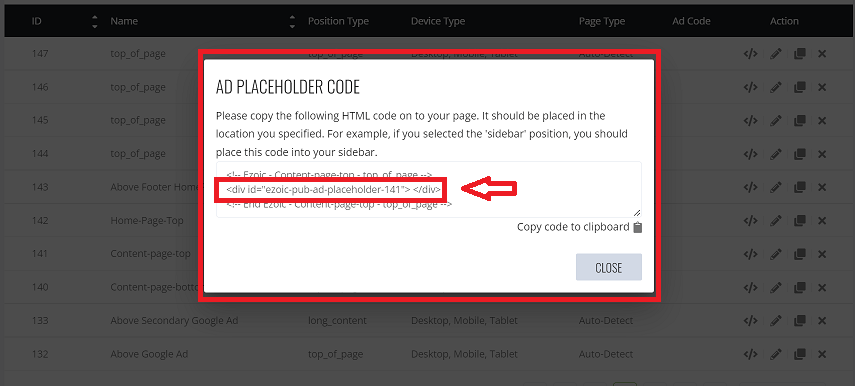 ID Name Position Type Device Type Page Type Ad Code Action
147 top_of_page top_of_page Desktop, Mobile, Tablet Auto-Detect
146 top_of_page
145 top_of_page
144 top_of_page
143 Above Footer Home
142 Home-Page-Top
141 Content-page-top
140 Content-page-bottom
133 Above Secondary Google Ad long_content Desktop, Mobile, Tablet Auto-Detect
132 Above Google Ad top_of_page Desktop, Mobile, Tablet Auto-Detect
AD PLACEHOLDER CODE
Please copy the following HTML code on to your page. It should be placed in the
location you specified. For example, if you selected the 'sidebar' position, you should
place this code into your sidebar.
<!-- Ezoic - Content-page-top - top_of_page -->
<div id="ezoic-pub-ad-placeholder-141"> </div>
<!-- End Ezoic - Content-page-top - top_of_page -->
Copy code to clipboard
CLOSE